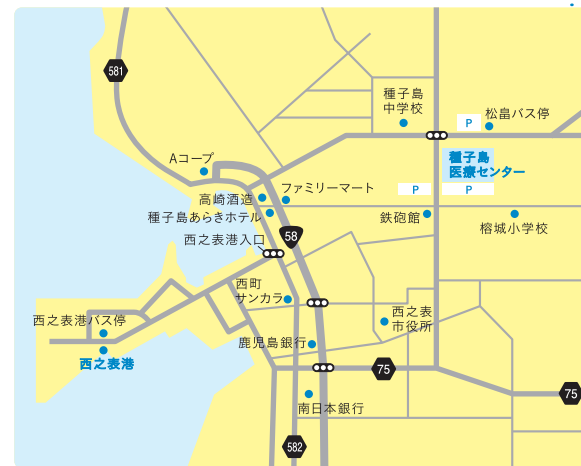 581
種子島
中学校
P
松畠バス停
Aコープ
種子島
医療センター
高崎酒造
ファミリーマート
P
P
種子島あらきホテル
鉄砲館
榕城小学校
西之表港入口
58
西町
サンカラ
西之表港バス停
西之表
市役所
西之表港
鹿児島銀行
75
75
南日本銀行
582